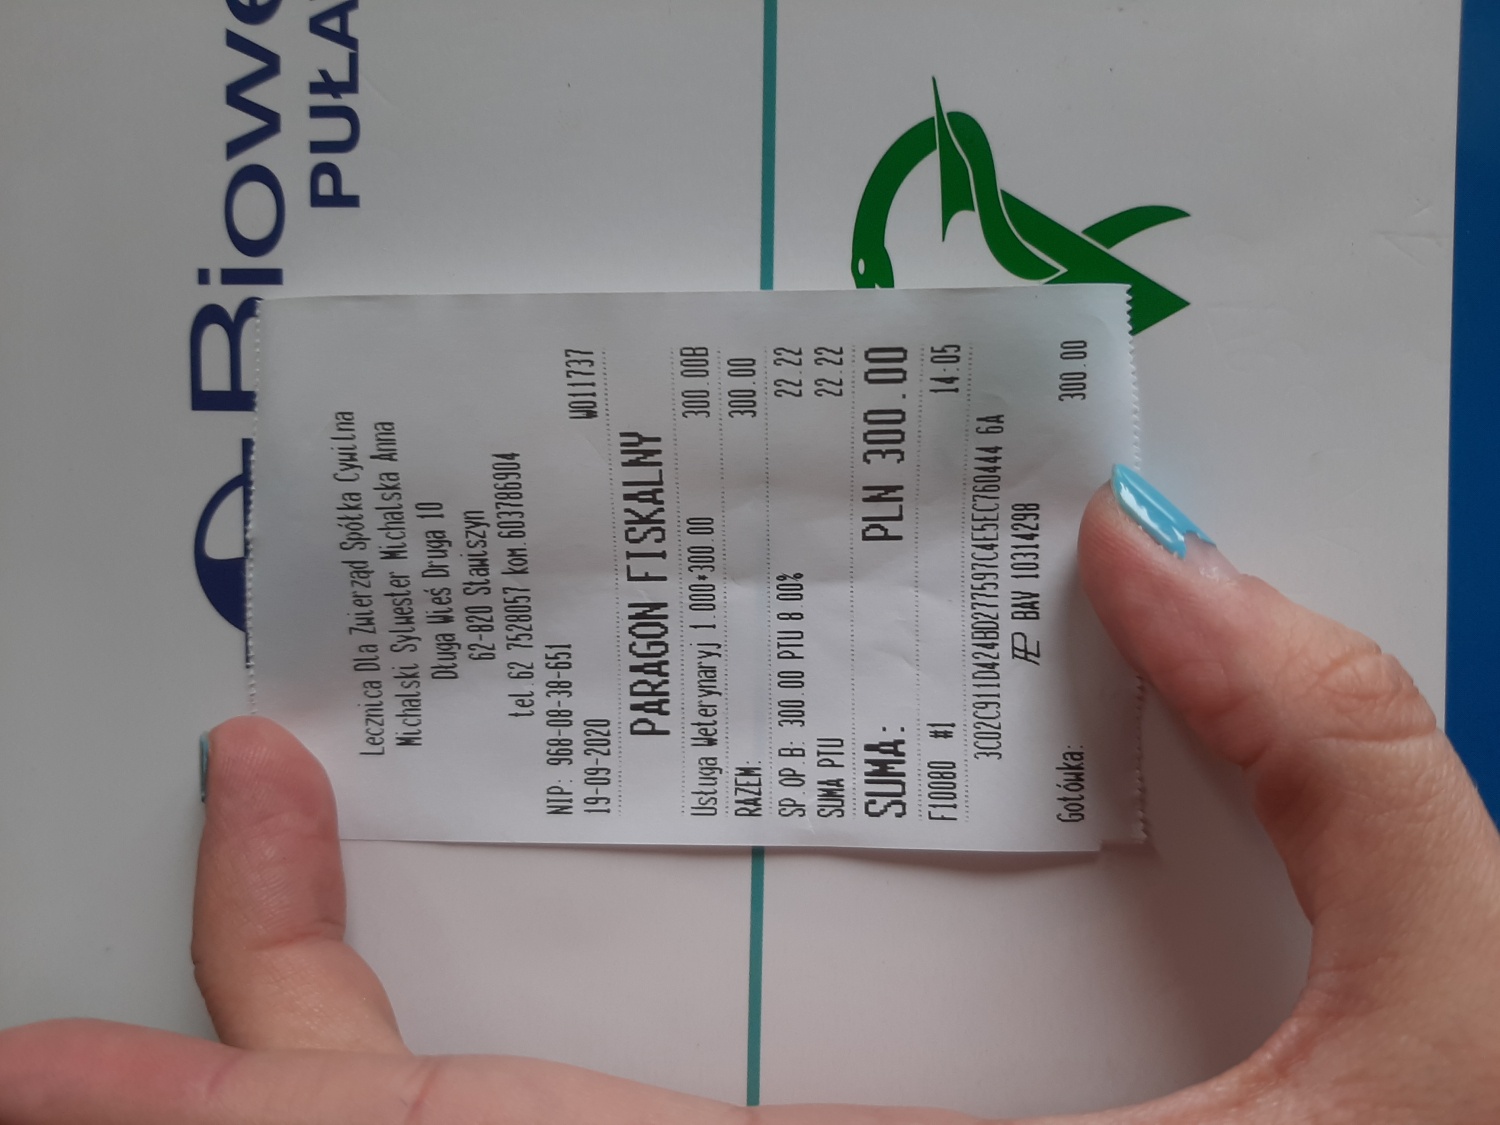 Biowe
PUŁA
Lecznica Dla Zwierząd Spółka Cywilna
Michalski Sylwester Michalska Anna
Długa Wieś Druga 10
62-820 Stawiszyn
tel.62 7528057 kom.603786904
NIP: 968-08-38-651
19-09-2020 W011737
PARAGON FISKALNY
Usługa Weterynaryj 1.000*300.00 300.00B
RAZEM: 300.00
SP.OP.B: 300.00 PTU 8.00% 22.22
SUMA PTU 22.22
SUMA: PLN 300.00
F10080 #1 14:05
3C02C911D424BD277597C4E5EC760444 6A
BAV 10314298
Gotówka: 300.00